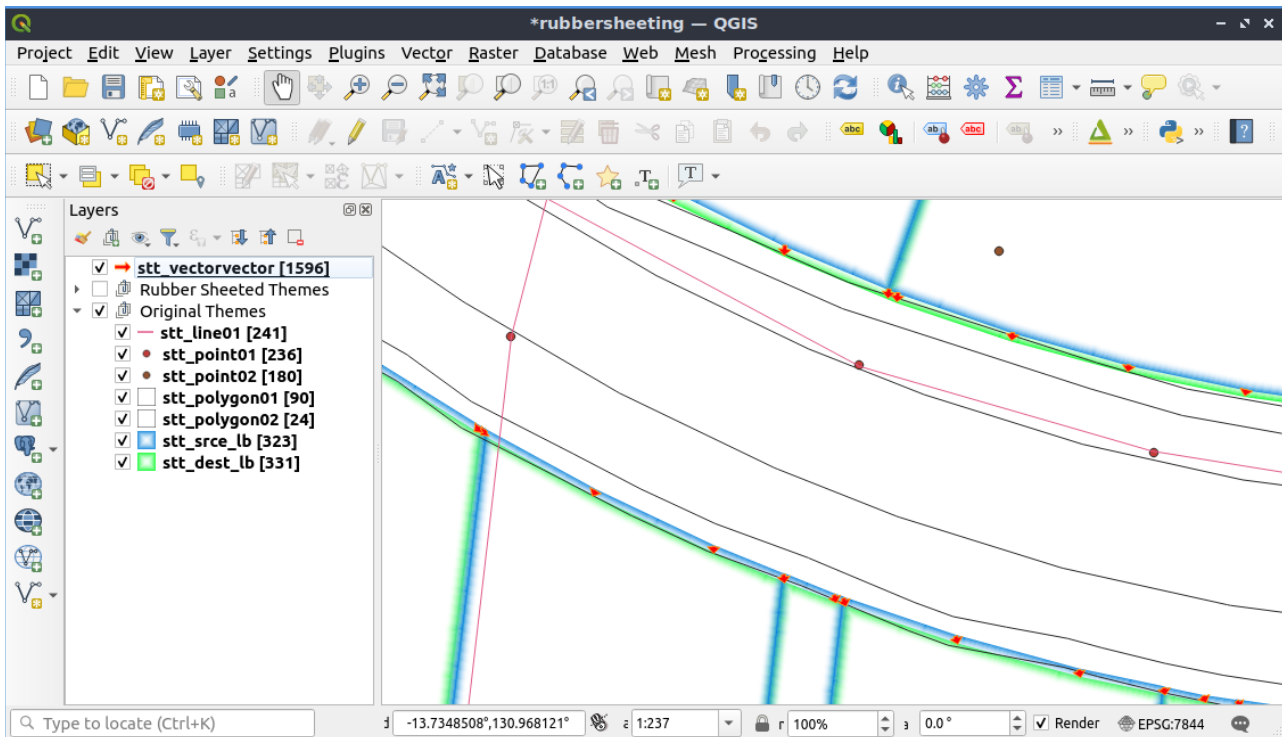 *rubbersheeting — QGIS
Project Edit View Layer Settings Plugins Vector Raster Database Web Mesh Processing Help
Layers
stt_vectorvector [1596]
Rubber Sheeted Themes
Original Themes
stt_line01 [241]
stt_point01 [236]
stt_point02 [180]
stt_polygon01 [90]
stt_polygon02 [24]
stt_srce_lb [323]
stt_dest_lb [331]
Type to locate (Ctrl+K) -13.7348508°,130.968121° 1:237 100% 0.0 ° Render EPSG:7844